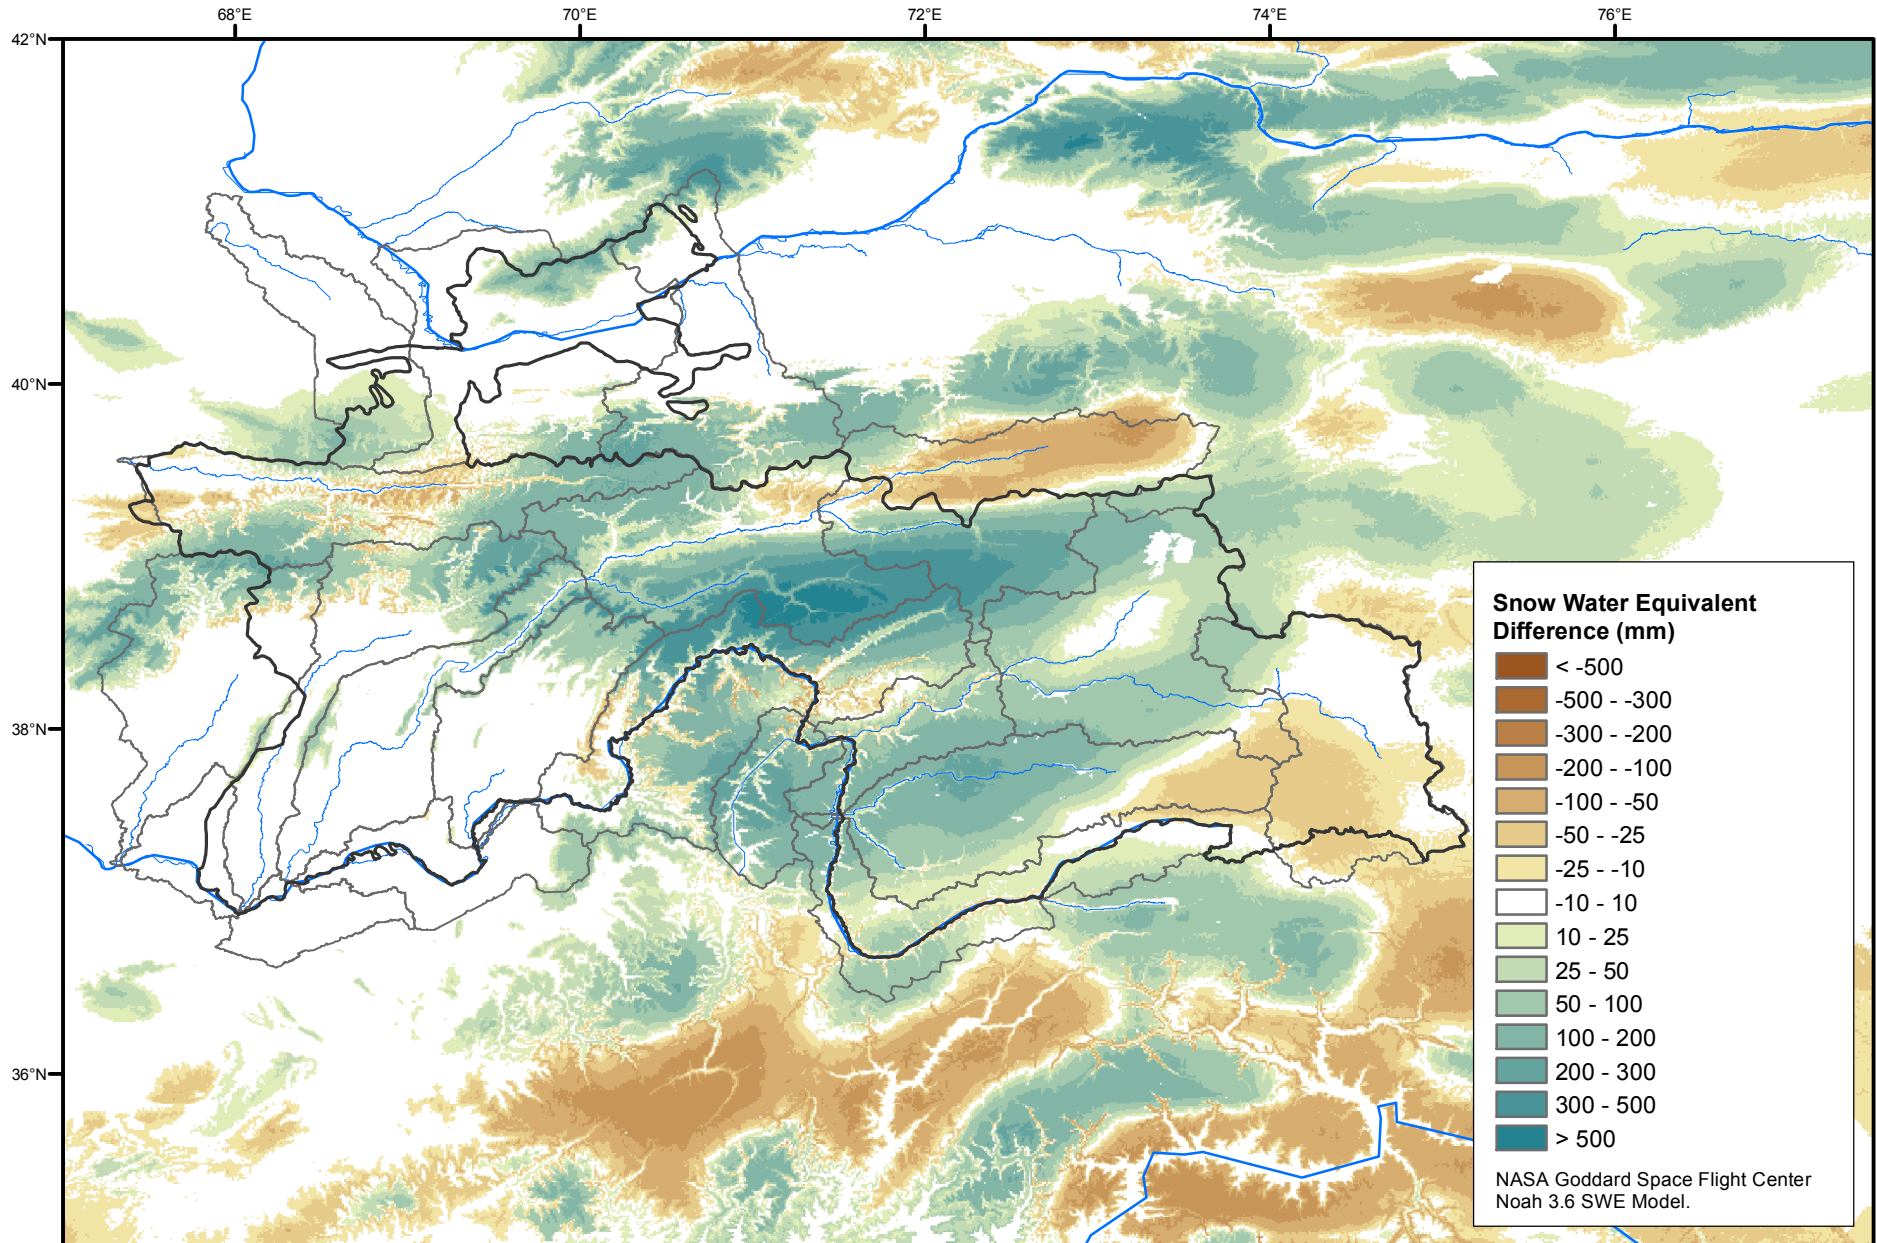 68°E 70°E 72°E 74°E 76°E
42°N
40°N
38°N
36°N
Snow Water Equivalent
Difference (mm)
< -500
-500 - -300
-300 - -200
-200 - -100
-100 - -50
-50 - -25
-25 - -10
-10 - 10
10 - 25
25 - 50
50 - 100
100 - 200
200 - 300
300 - 500
> 500
NASA Goddard Space Flight Center
Noah 3.6 SWE Model.